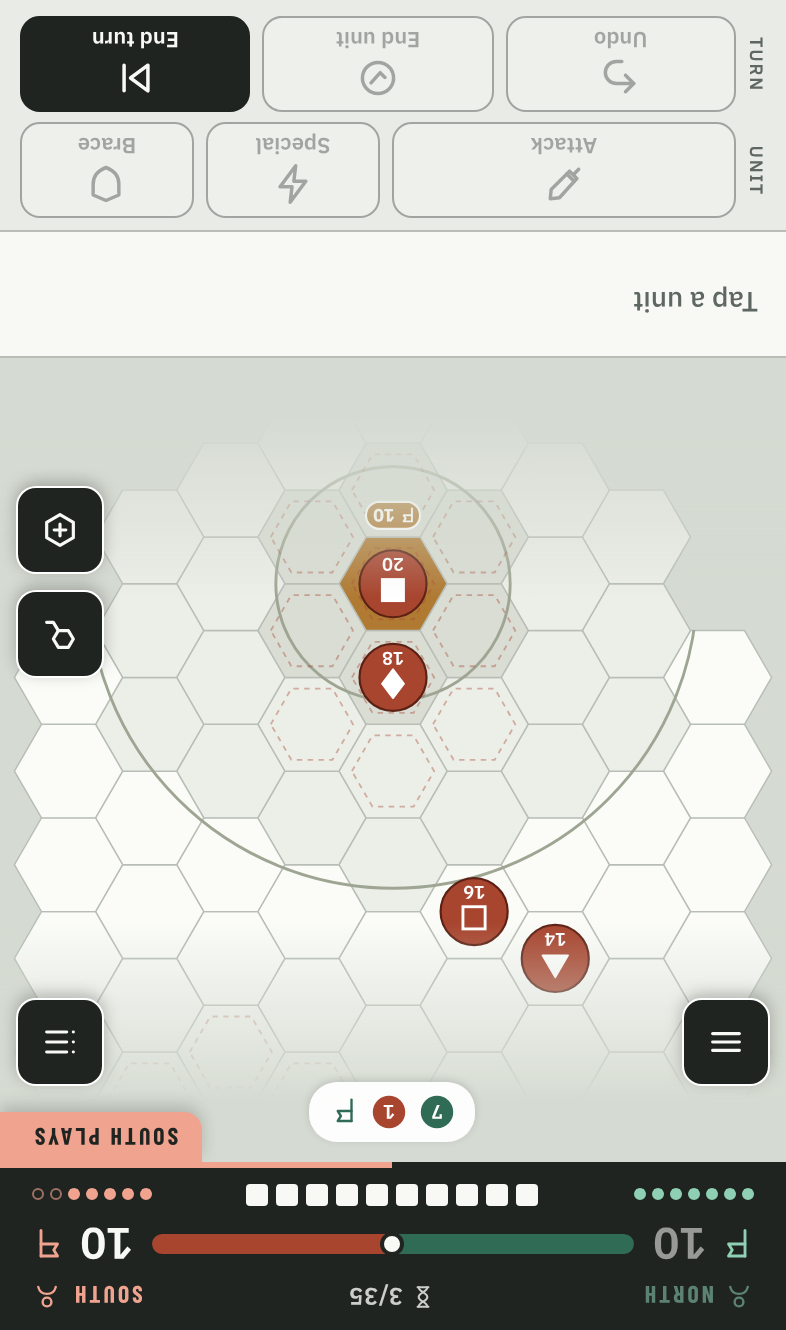 NORTH
3/35
SOUTH
10
10
SOUTH PLAYS
7
1
14
16
18
20
10
Tap a unit
UNIT
Attack
Special
Brace
TURN
Undo
End unit
End turn